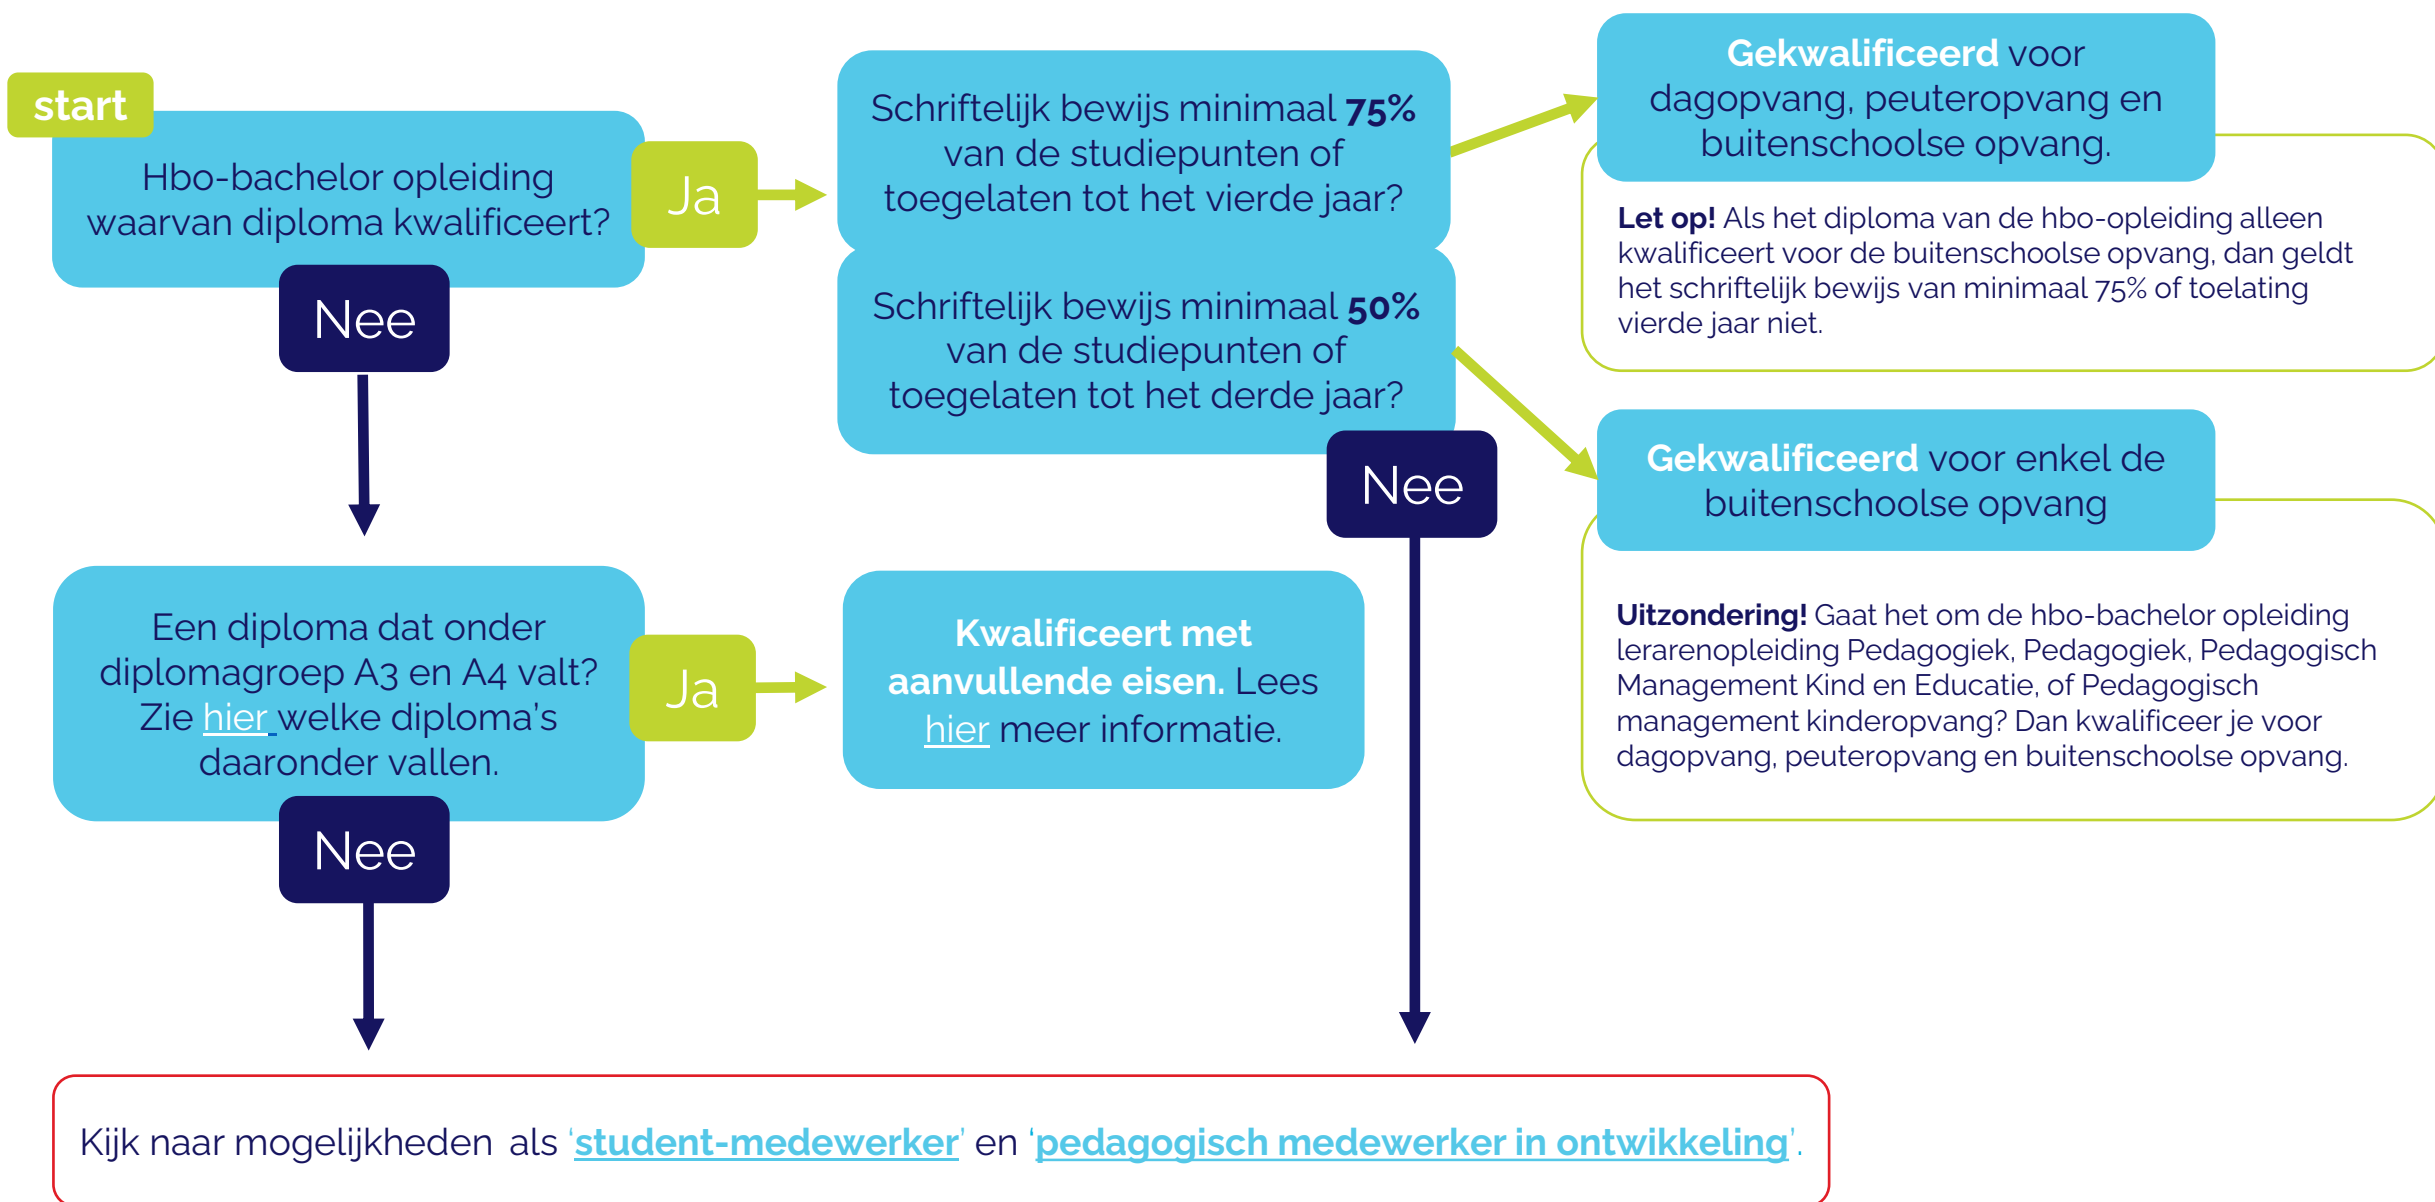 start
Hbo-bachelor opleiding
waarvan diploma kwalificeert?
Ja
Nee
Schriftelijk bewijs minimaal 75%
van de studiepunten of
toegelaten tot het vierde jaar?
Schriftelijk bewijs minimaal 50%
van de studiepunten of
toegelaten tot het derde jaar?
Nee
Gekwalificeerd voor
dagopvang, peuteropvang en
buitenschoolse opvang.
Let op! Als het diploma van de hbo-opleiding alleen
kwalificeert voor de buitenschoolse opvang, dan geldt
het schriftelijk bewijs van minimaal 75% of toelating
vierde jaar niet.
Gekwalificeerd voor enkel de
buitenschoolse opvang
Uitzondering! Gaat het om de hbo-bachelor opleiding
lerarenopleiding Pedagogiek, Pedagogiek, Pedagogisch
Management Kind en Educatie, of Pedagogisch
management kinderopvang? Dan kwalificeer je voor
dagopvang, peuteropvang en buitenschoolse opvang.
Een diploma dat onder
diplomagroep A3 en A4 valt?
Zie hier welke diploma's
daaronder vallen.
Ja
Nee
Kwalificeert met
aanvullende eisen. Lees
hier meer informatie.
Kijk naar mogelijkheden als 'student-medewerker' en 'pedagogisch medewerker in ontwikkeling'.